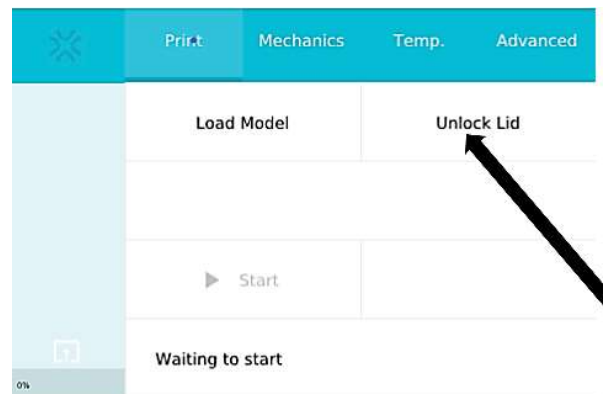 Print Mechanics Temp. Advanced
Load Model Unlock Lid
Start
Waiting to start
0%